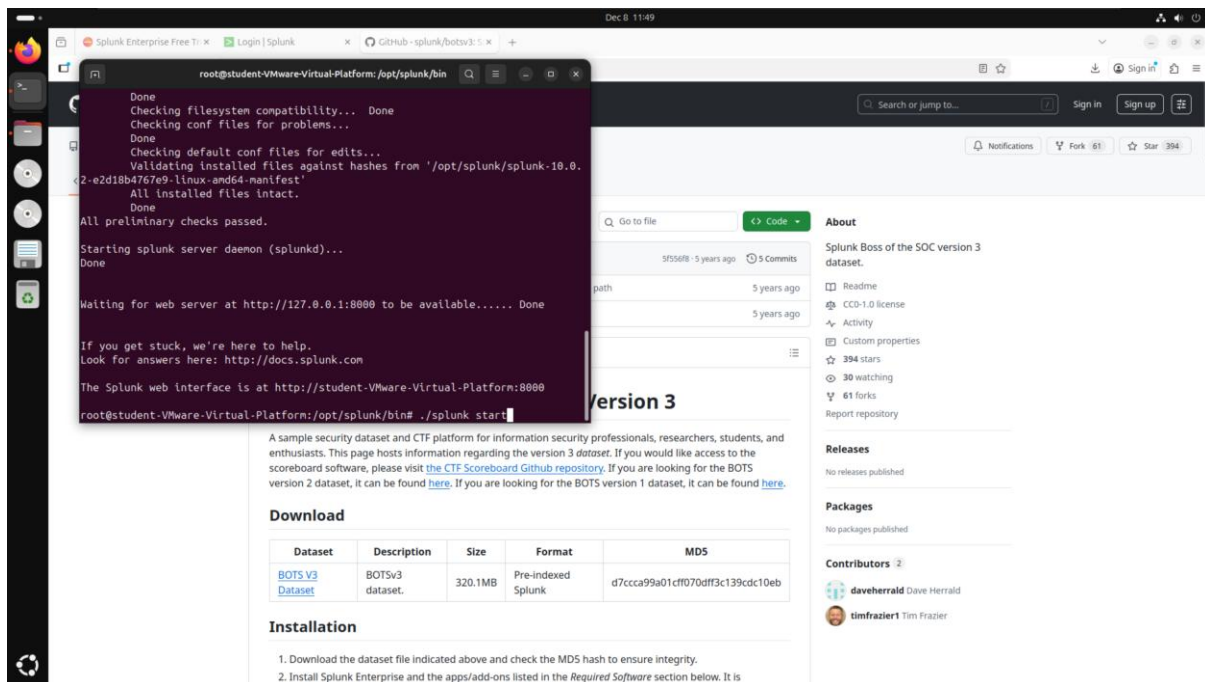 Dec 8 11:49
Splunk Enterprise Free Tr
Login | Splunk
GitHub - splunk/botsv3: S
Sign in
root@student-VMware-Virtual-Platform: /opt/splunk/bin
Done
Checking filesystem compatibility... Done
Checking conf files for problems...
Done
Checking default conf files for edits...
Validating installed files against hashes from '/opt/splunk/splunk-10.0.
2-e2d18b4767e9-linux-amd64-manifest'
All installed files intact.
Done
All preliminary checks passed.
Starting splunk server daemon (splunkd)...
Done
Waiting for web server at http://127.0.0.1:8000 to be available...... Done
If you get stuck, we're here to help.
Look for answers here: http://docs.splunk.com
The Splunk web interface is at http://student-VMware-Virtual-Platform:8000
root@student-VMware-Virtual-Platform:/opt/splunk/bin# ./splunk start
Search or jump to...
Sign in
Sign up
Notifications
Fork 61
Star 394
Go to file
Code
5f556f8 · 5 years ago
5 Commits
path
5 years ago
5 years ago
Version 3
A sample security dataset and CTF platform for information security professionals, researchers, students, and
enthusiasts. This page hosts information regarding the version 3 dataset. If you would like access to the
scoreboard software, please visit the CTF Scoreboard Github repository. If you are looking for the BOTS
version 2 dataset, it can be found here. If you are looking for the BOTS version 1 dataset, it can be found here.
Download
Dataset Description Size Format MD5
BOTS V3 Dataset
BOTSv3 dataset.
320.1MB
Pre-indexed Splunk
d7ccca99a01cff070dff3c139cdc10eb
Installation
1. Download the dataset file indicated above and check the MD5 hash to ensure integrity.
2. Install Splunk Enterprise and the apps/add-ons listed in the Required Software section below. It is
About
Splunk Boss of the SOC version 3
dataset.
Readme
CC0-1.0 license
Activity
Custom properties
394 stars
30 watching
61 forks
Report repository
Releases
No releases published
Packages
No packages published
Contributors 2
daveherrald Dave Herrald
timfrazier1 Tim Frazier